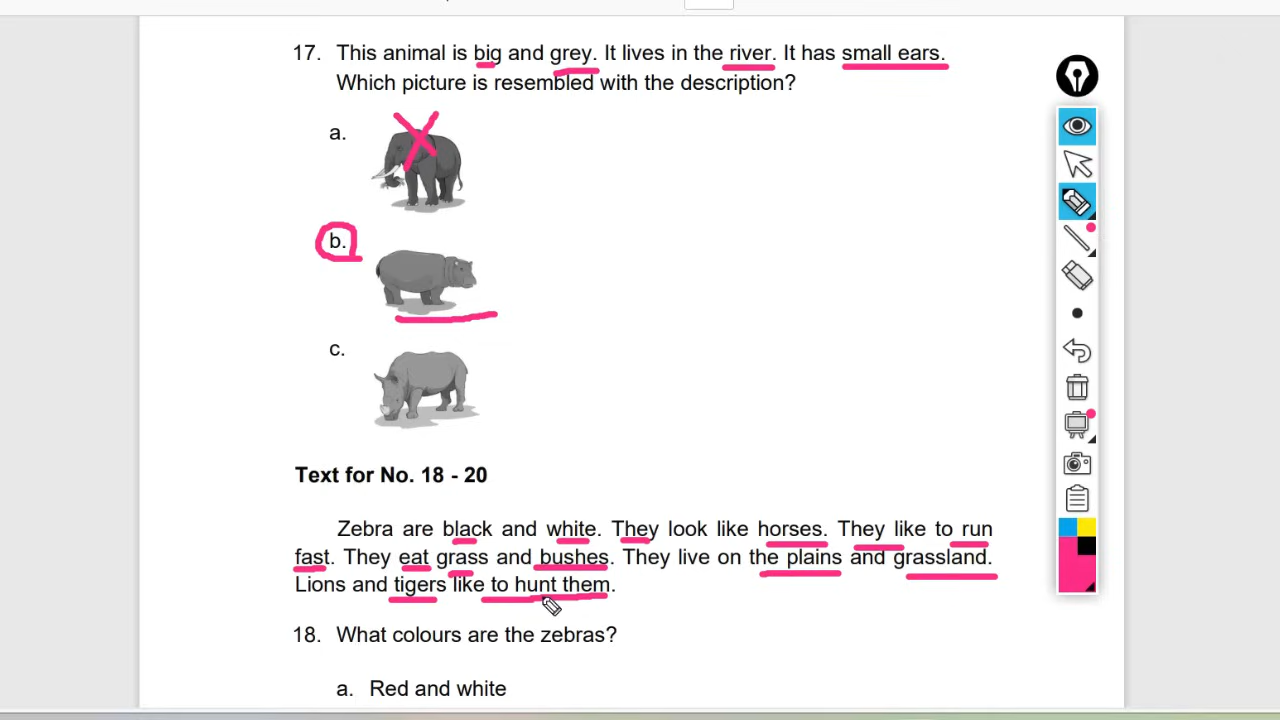 17. This animal is big and grey. It lives in the river. It has small ears.
Which picture is resembled with the description?
a.
b.
c.
Text for No. 18 - 20
Zebra are black and white. They look like horses. They like to run
fast. They eat grass and bushes. They live on the plains and grassland.
Lions and tigers like to hunt them.
18. What colours are the zebras?
a. Red and white